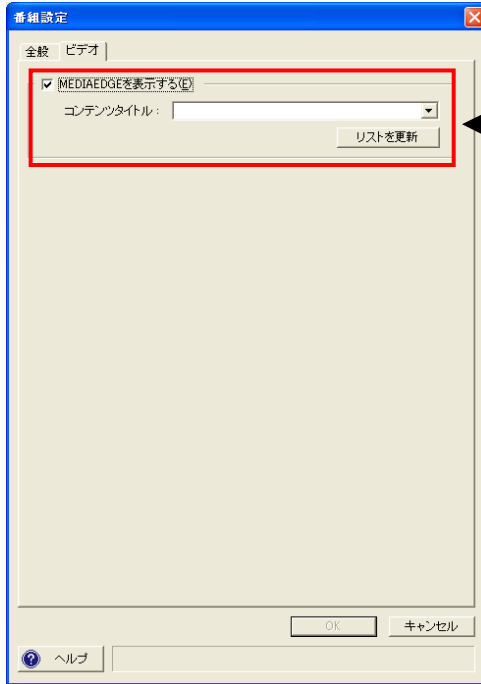 番組設定
全般 ビデオ
MEDIAEDGEを表示する(E)
コンテンツタイトル：
リストを更新
OK キャンセル
ヘルプ